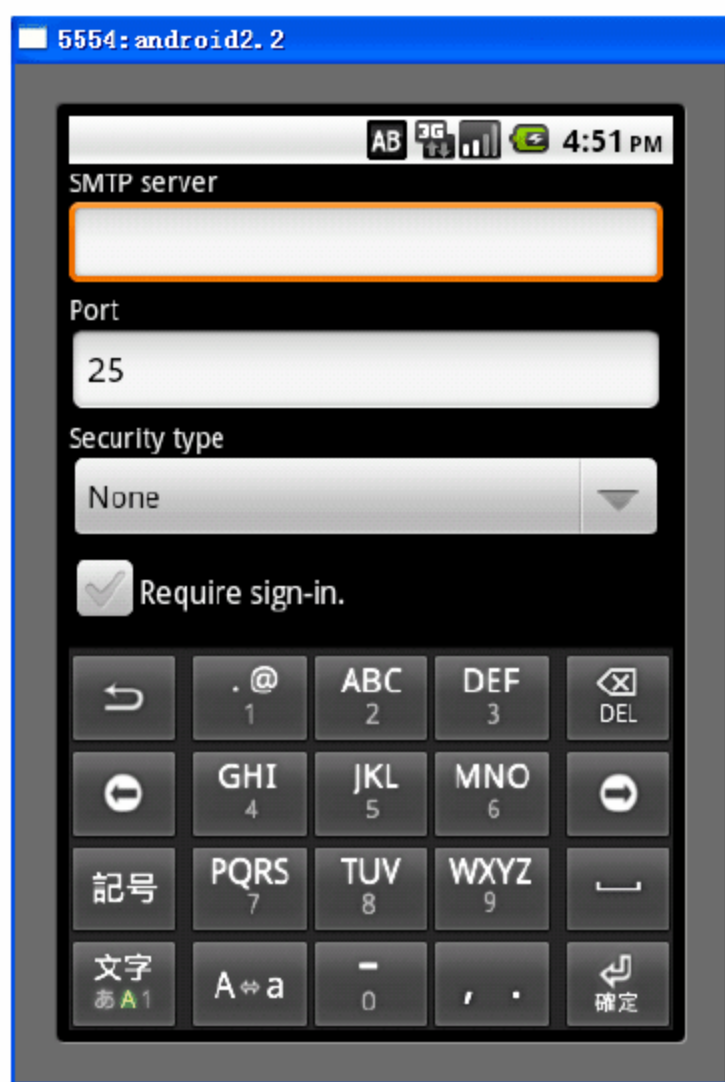 5554:android2.2
AB 3G 4:51 PM
SMTP server
Port
25
Security type
None
Require sign-in.
. @ ABC DEF
1 2 3 DEL
GHI JKL MNO
4 5 6
記号 PQRS TUV WXYZ
7 8 9
文字 A⇔a - , .
あA1 0 確定